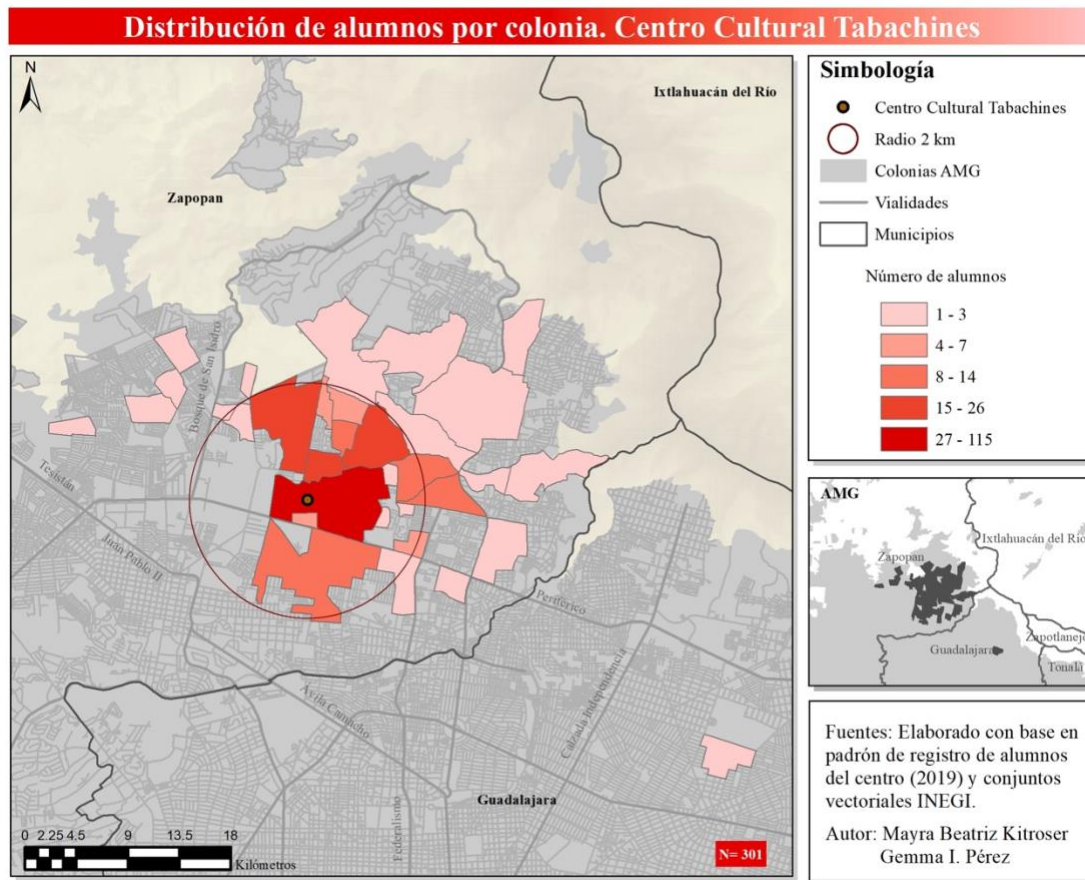 Distribución de alumnos por colonia. Centro Cultural Tabachines
N
Ixtlahuacán del Río
Zapopan
Bosque de San Isidro
Tesistán
Juan Pablo II
Periférico
Ávila Camacho
Calzada Independencia
Federalismo
Guadalajara
0 2.25 4.5 9 13.5 18
Kilómetros
N= 301
Simbología
Centro Cultural Tabachines
Radio 2 km
Colonias AMG
Vialidades
Municipios
Número de alumnos
1 - 3
4 - 7
8 - 14
15 - 26
27 - 115
AMG
Ixtlahuacán del Río
Zapopan
Zapotlanejo
Guadalajara
Tonalá
Fuentes: Elaborado con base en
padrón de registro de alumnos
del centro (2019) y conjuntos
vectoriales INEGI.
Autor: Mayra Beatriz Kitroser
Gemma I. Pérez